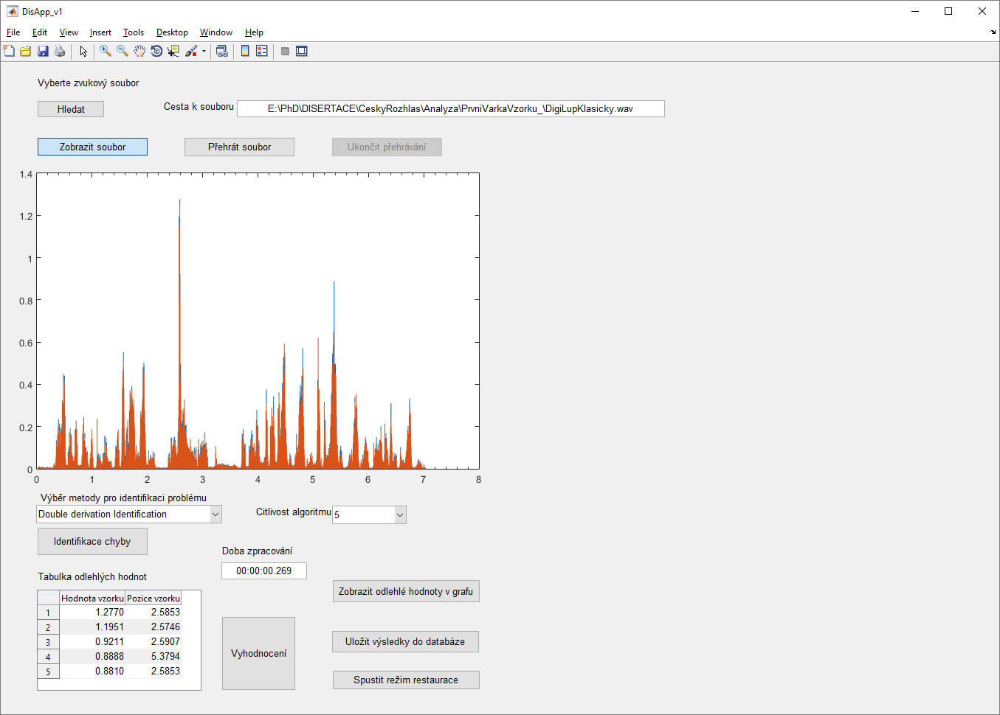 DisApp_v1
File Edit View Insert Tools Desktop Window Help
Vyberte zvukový soubor
Hledat
Cesta k souboru E:\PhD\DISERTACE\CeskyRozhlas\Analyza\PrvniVarkaVzorku_\DigiLupKlasicky.wav
Zobrazit soubor Přehrát soubor Ukončit přehrávání
1.4
1.2
1
0.8
0.6
0.4
0.2
0
0 1 2 3 4 5 6 7 8
Výběr metody pro identifikaci problému
Double derivation Identification
Citlivost algoritmu 5
Identifikace chyby
Doba zpracování
00:00:00.269
Tabulka odlehlých hodnot
Hodnota vzorku Pozice vzorku
1 1.2770 2.5853
2 1.1951 2.5746
3 0.9211 2.5907
4 0.8888 5.3794
5 0.8810 2.5853
Vyhodnocení
Zobrazit odlehlé hodnoty v grafu
Uložit výsledky do databáze
Spustit režim restaurace